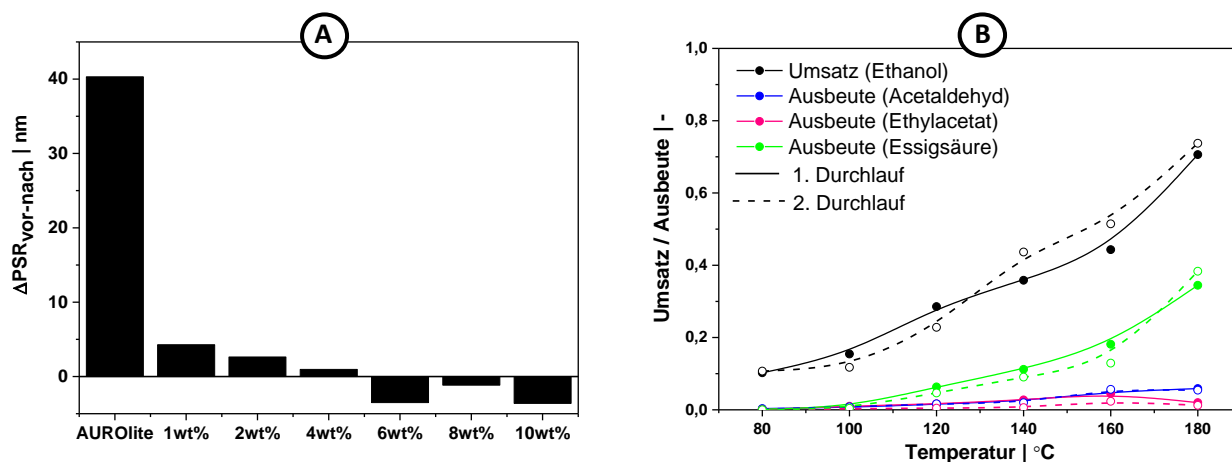 A
ΔPSRvor-nach | nm
40
30
20
10
0
AUROlite 1wt% 2wt% 4wt% 6wt% 8wt% 10wt%
B
Umsatz / Ausbeute | -
1,0
0,8
0,6
0,4
0,2
0,0
Umsatz (Ethanol)
Ausbeute (Acetaldehyd)
Ausbeute (Ethylacetat)
Ausbeute (Essigsäure)
1. Durchlauf
2. Durchlauf
80 100 120 140 160 180
Temperatur | °C